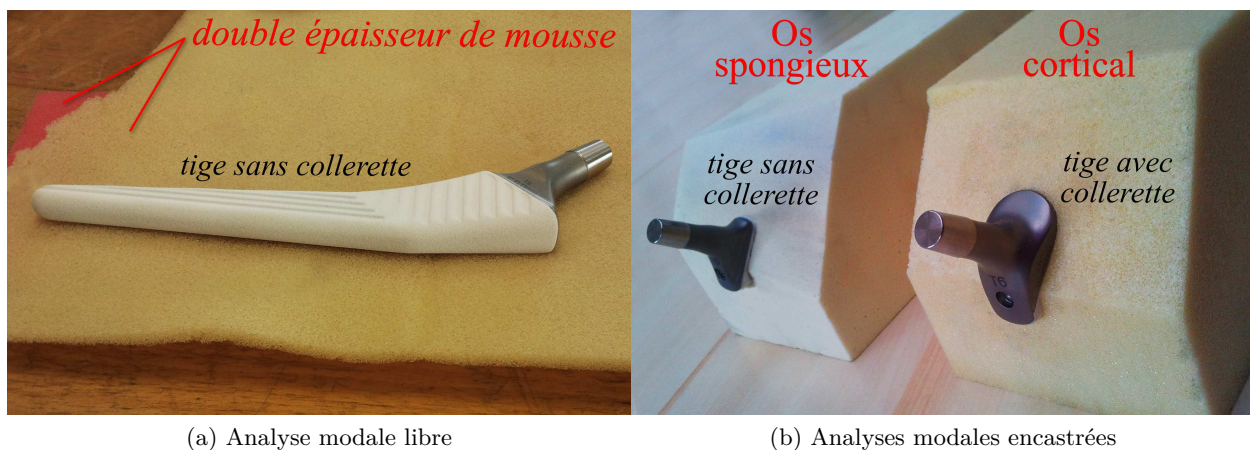 double épaisseur de mousse
tige sans collerette
(a) Analyse modale libre
Os
spongieux
Os
cortical
tige sans
collerette
tige avec
collerette
T6
(b) Analyses modales encastrées